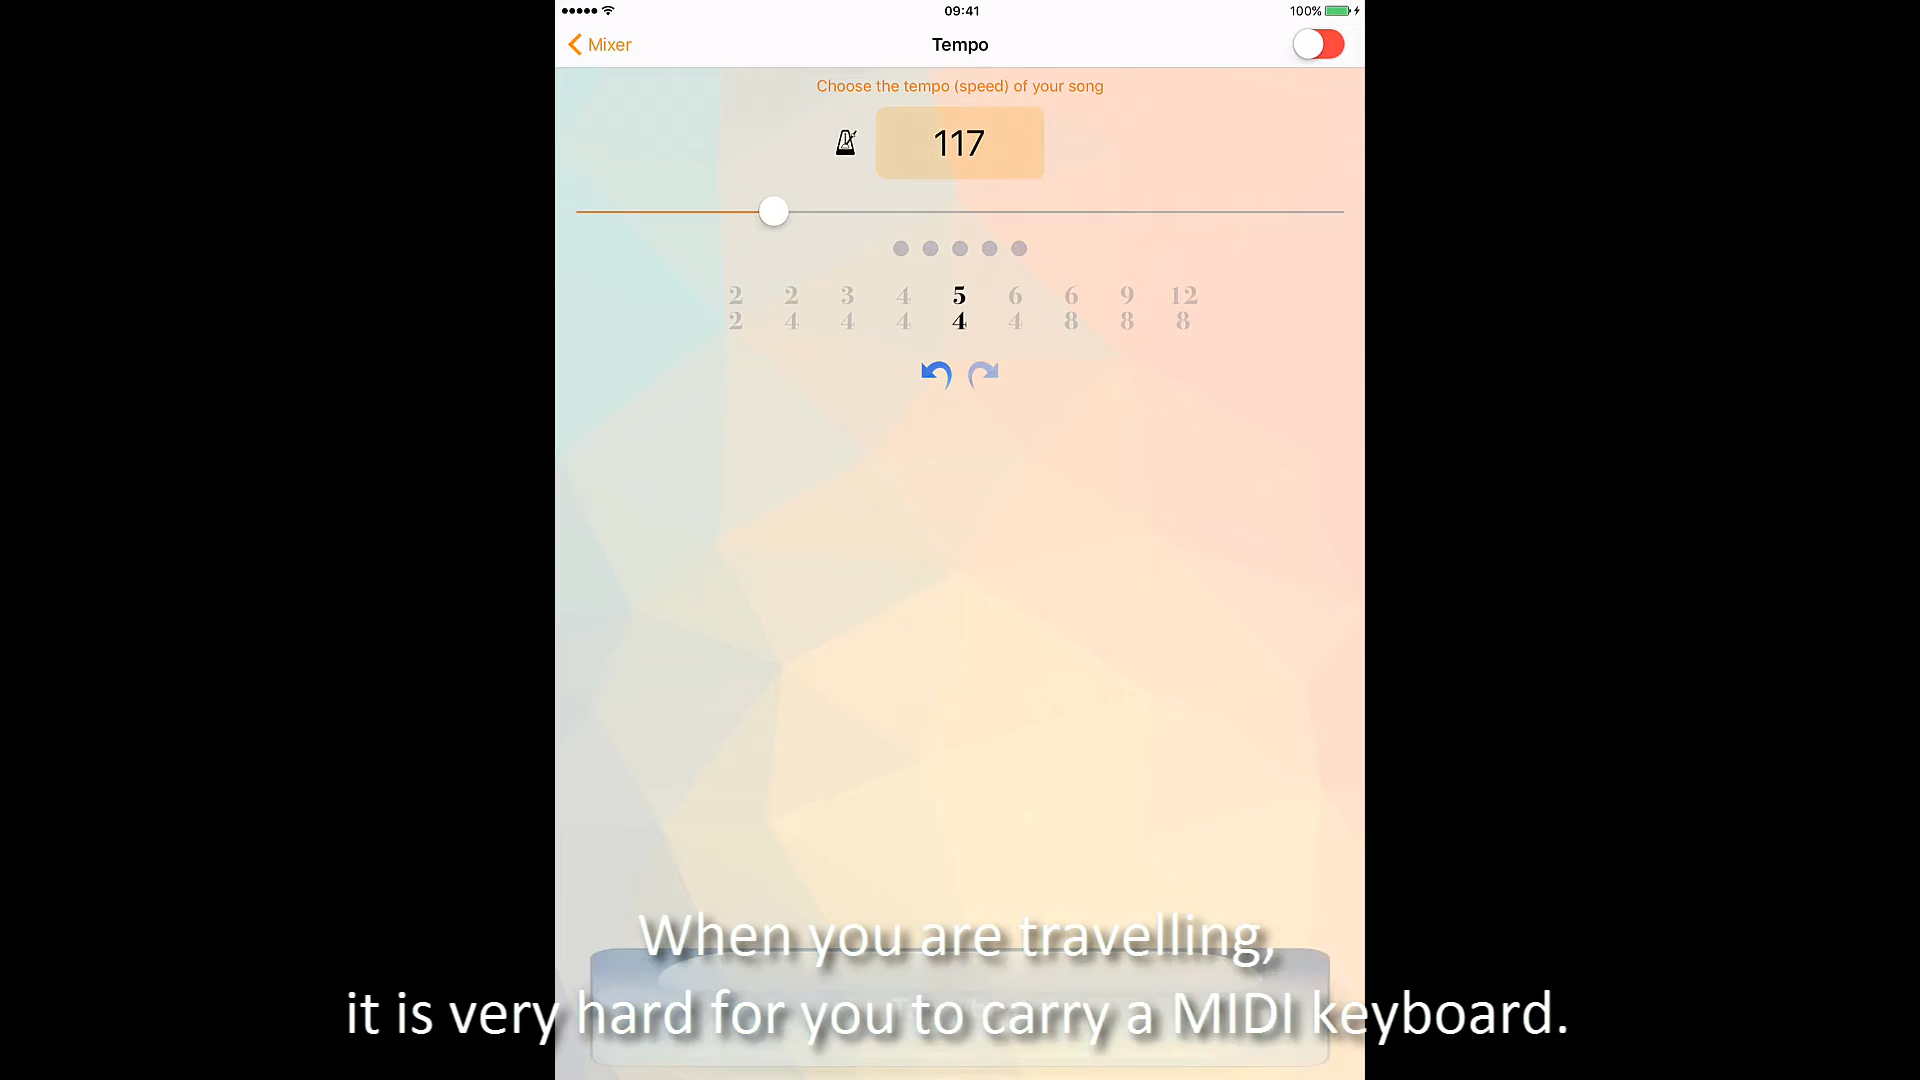 09:41
100%
Mixer
Tempo
Choose the tempo (speed) of your song
117
2 2 3 4 5 6 6 9 12
2 4 4 4 4 4 8 8 8
When you are travelling,
it is very hard for you to carry a MIDI keyboard.